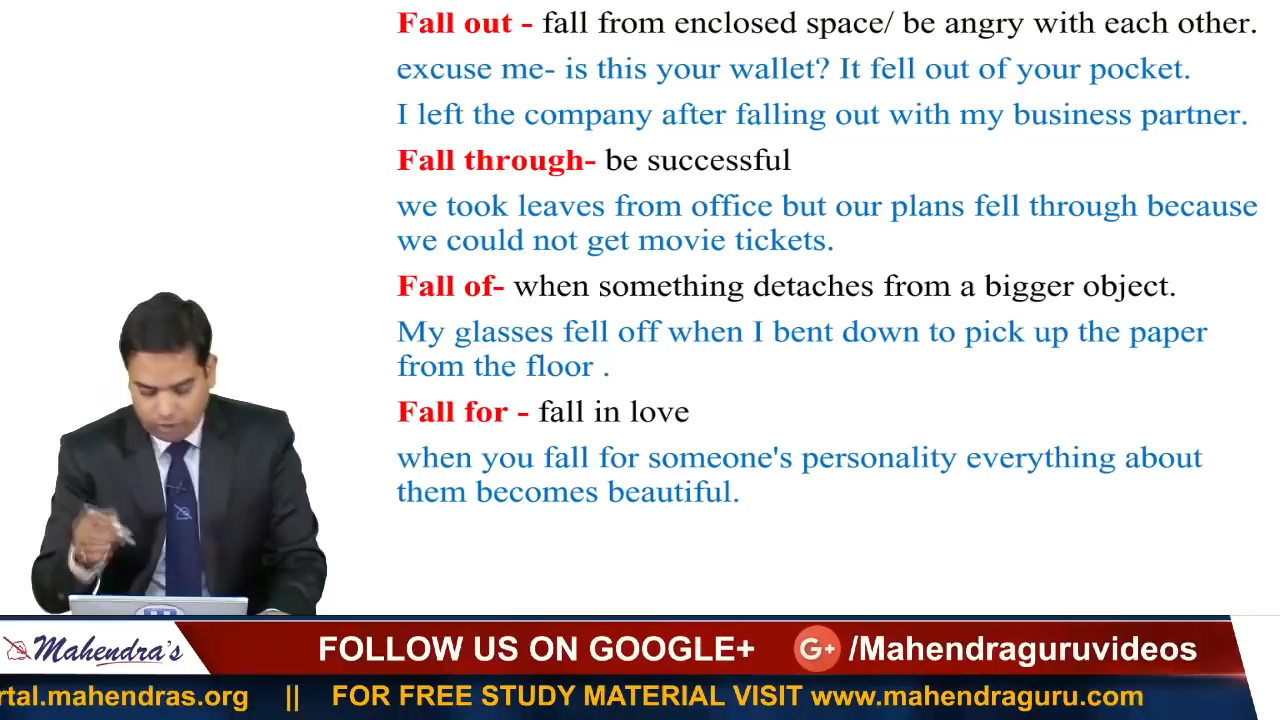 Fall out - fall from enclosed space/ be angry with each other.
excuse me- is this your wallet? It fell out of your pocket.
I left the company after falling out with my business partner.
Fall through- be successful
we took leaves from office but our plans fell through because
we could not get movie tickets.
Fall of- when something detaches from a bigger object.
My glasses fell off when I bent down to pick up the paper
from the floor .
Fall for - fall in love
when you fall for someone's personality everything about
them becomes beautiful.
Mahendra's
FOLLOW US ON GOOGLE+
G+ /Mahendraguruvideos
rtal.mahendras.org || FOR FREE STUDY MATERIAL VISIT www.mahendraguru.com